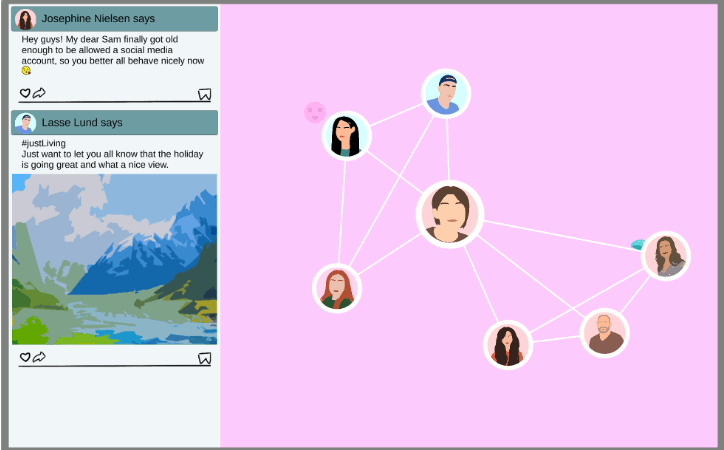 Josephine Nielsen says
Hey guys! My dear Sam finally got old
enough to be allowed a social media
account, so you better all behave nicely now
😘
Lasse Lund says
#justLiving
Just want to let you all know that the holiday
is going great and what a nice view.